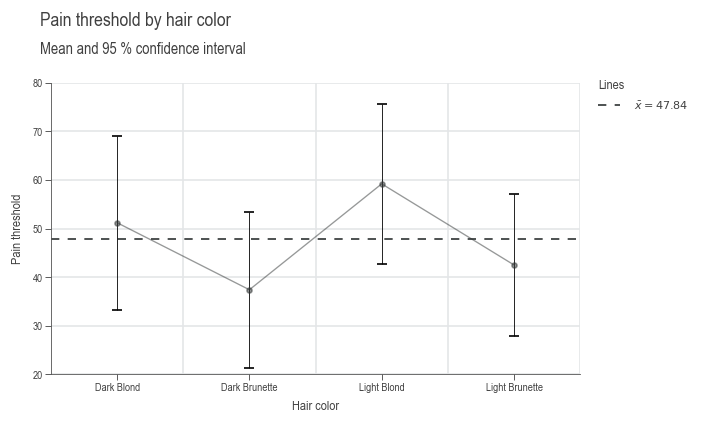 Pain threshold by hair color
Mean and 95 % confidence interval
Lines
x̄ = 47.84
Pain threshold
80
70
60
50
40
30
20
Dark Blond
Dark Brunette
Light Blond
Light Brunette
Hair color